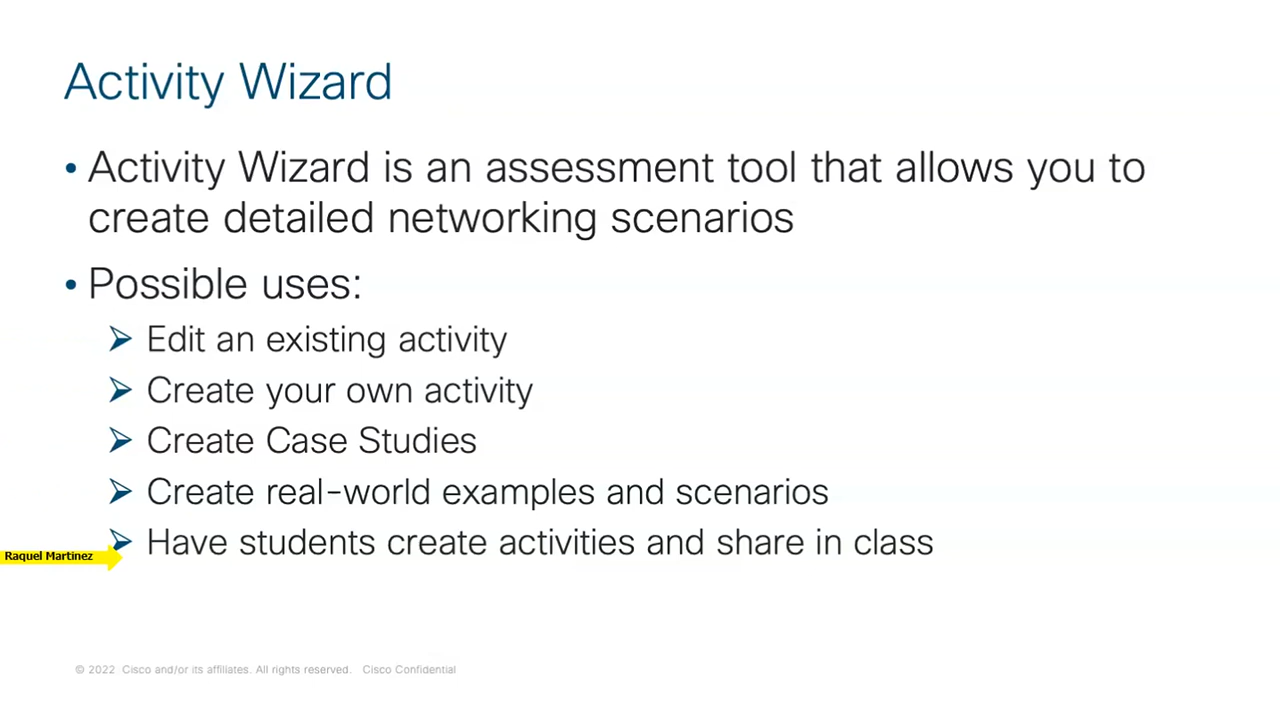 Activity Wizard
• Activity Wizard is an assessment tool that allows you to
create detailed networking scenarios
• Possible uses:
➢ Edit an existing activity
➢ Create your own activity
➢ Create Case Studies
➢ Create real-world examples and scenarios
➢ Have students create activities and share in class
Raquel Martinez
© 2022 Cisco and/or its affiliates. All rights reserved. Cisco Confidential